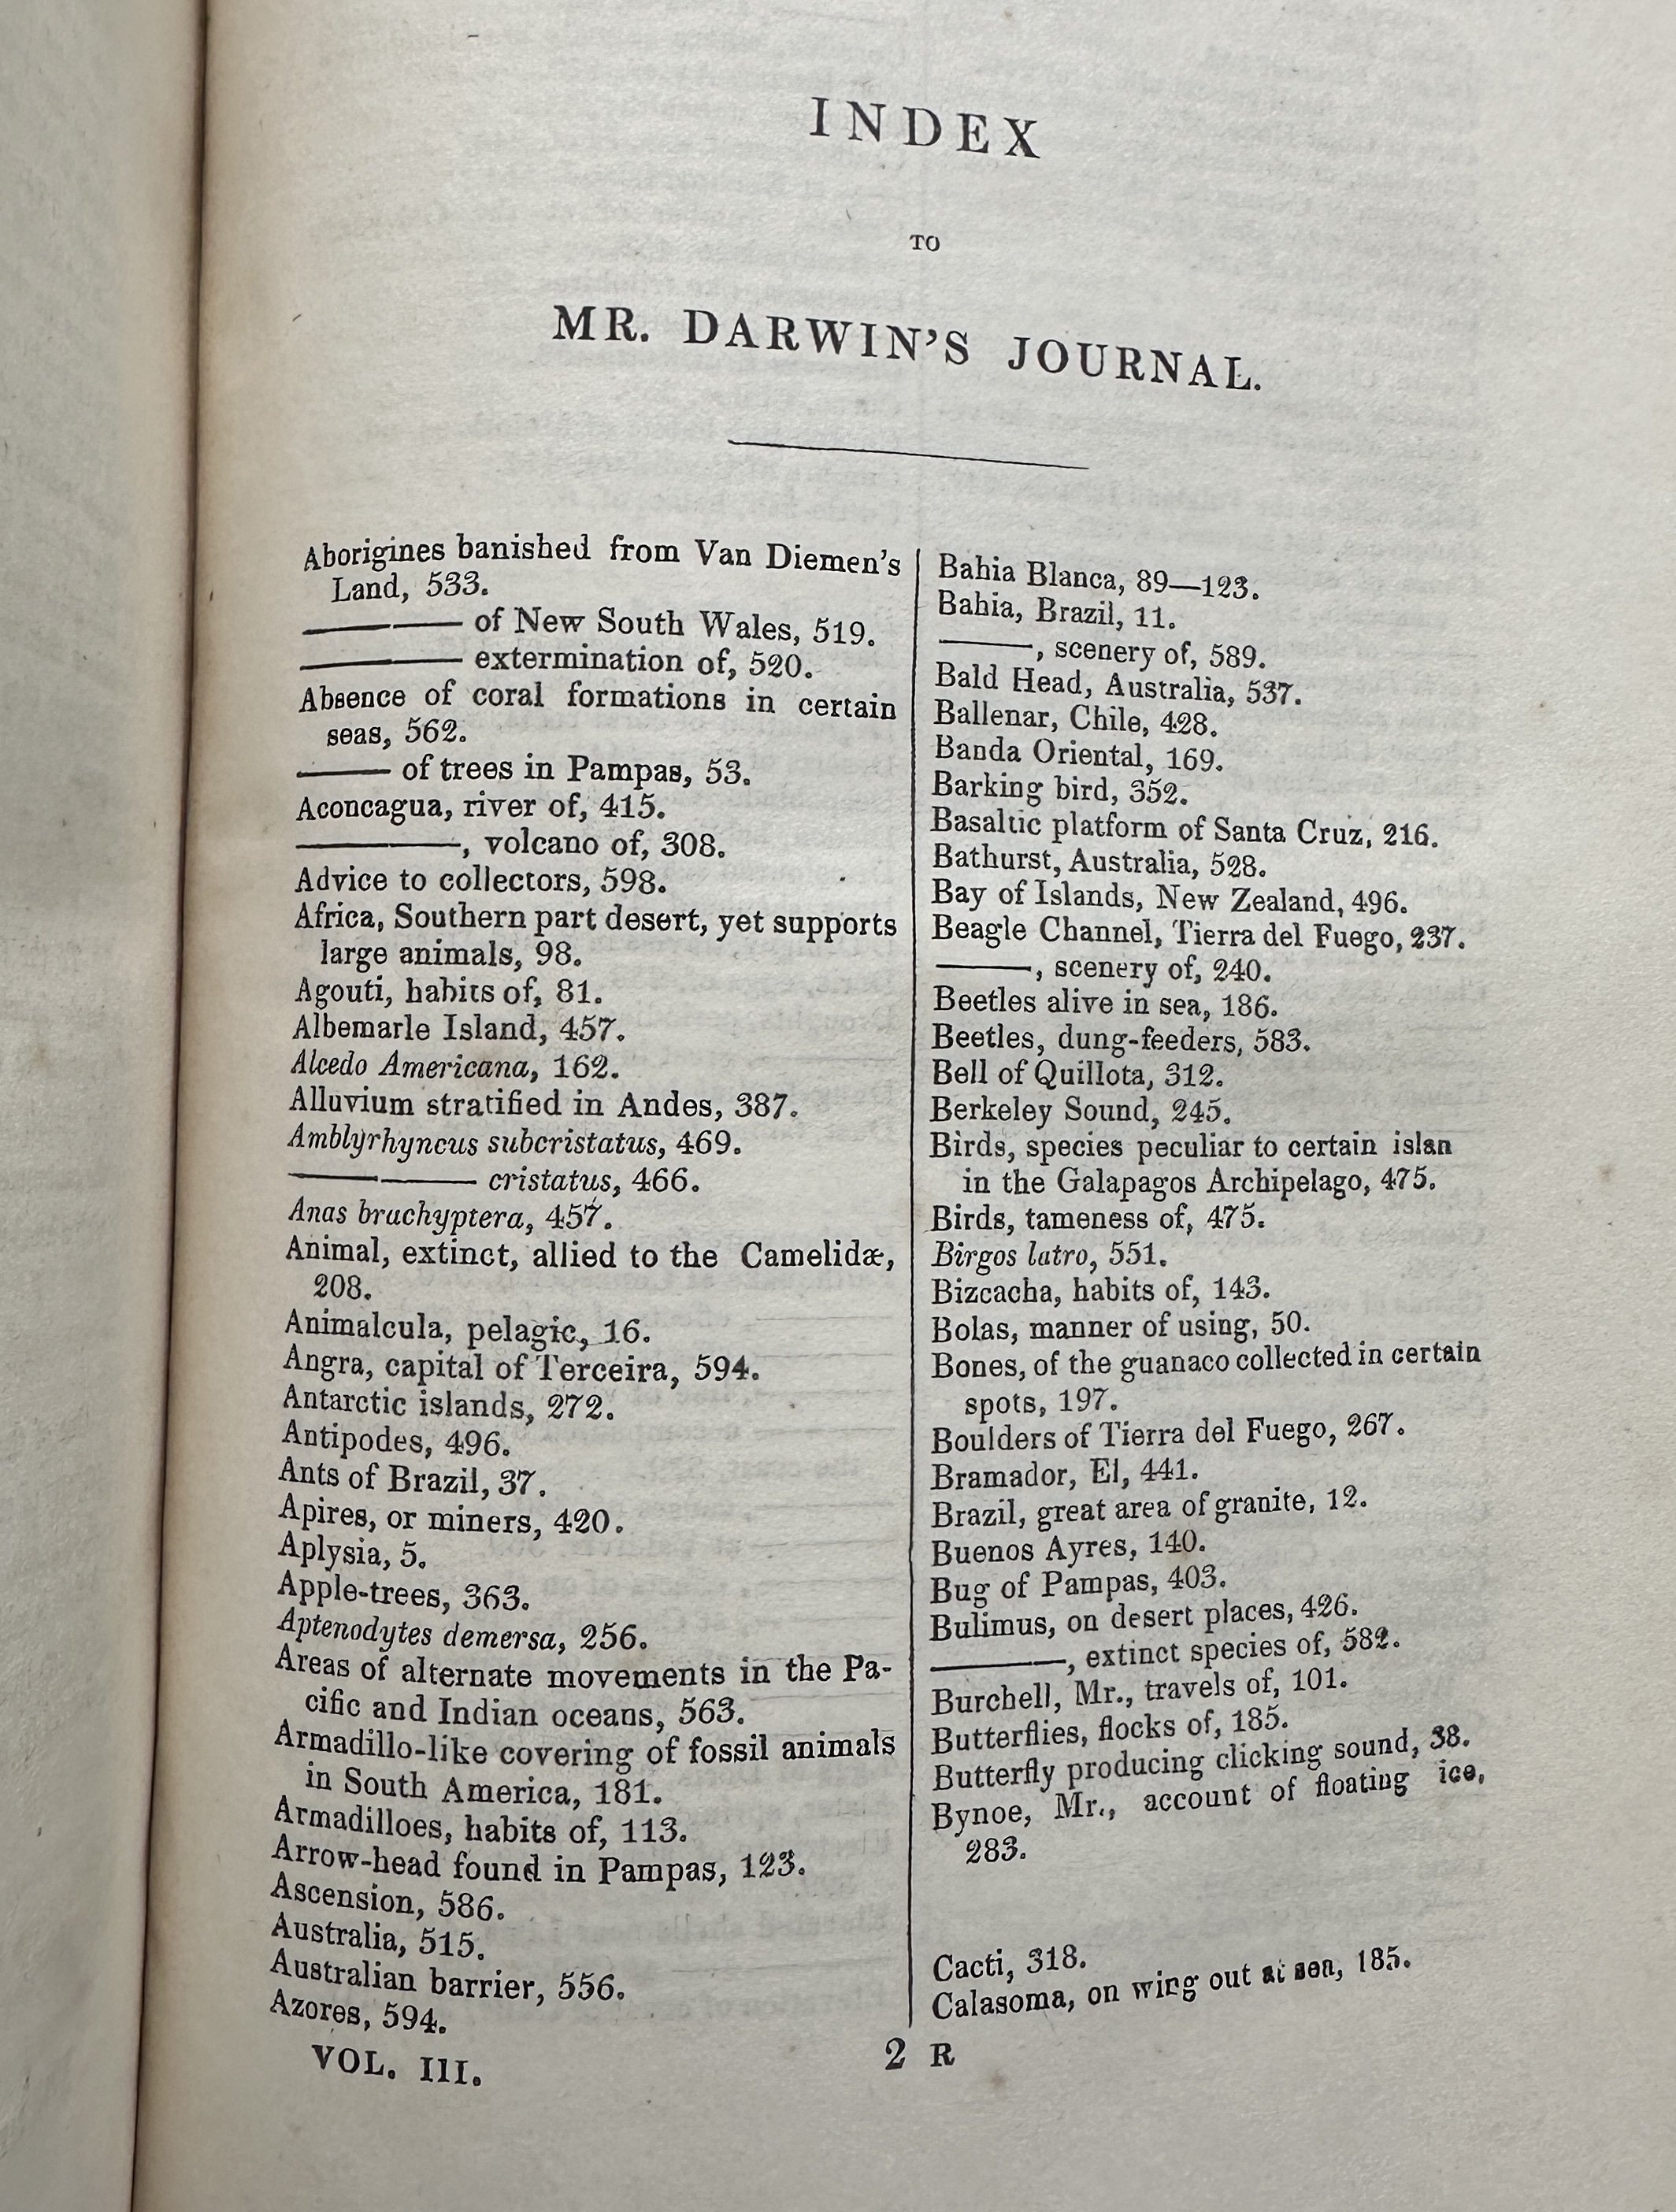 INDEX
TO
MR. DARWIN'S JOURNAL.
Aborigines banished from Van Diemen's
Land, 533.
———— of New South Wales, 519.
———— extermination of, 520.
Absence of coral formations in certain
seas, 562.
—— of trees in Pampas, 53.
Aconcagua, river of, 415.
————, volcano of, 308.
Advice to collectors, 598.
Africa, Southern part desert, yet supports
large animals, 98.
Agouti, habits of, 81.
Albemarle Island, 457.
Alcedo Americana, 162.
Alluvium stratified in Andes, 387.
Amblyrhyncus subcristatus, 469.
———— cristatus, 466.
Anas brachyptera, 457.
Animal, extinct, allied to the Camelidæ,
208.
Animalcula, pelagic, 16.
Angra, capital of Terceira, 594.
Antarctic islands, 272.
Antipodes, 496.
Ants of Brazil, 37.
Apires, or miners, 420.
Aplysia, 5.
Apple-trees, 363.
Aptenodytes demersa, 256.
Areas of alternate movements in the Pa-
cific and Indian oceans, 563.
Armadillo-like covering of fossil animals
in South America, 181.
Armadilloes, habits of, 113.
Arrow-head found in Pampas, 123.
Ascension, 586.
Australia, 515.
Australian barrier, 556.
Azores, 594.
Bahia Blanca, 89—123.
Bahia, Brazil, 11.
——, scenery of, 589.
Bald Head, Australia, 537.
Ballenar, Chile, 428.
Banda Oriental, 169.
Barking bird, 352.
Basaltic platform of Santa Cruz, 216.
Bathurst, Australia, 528.
Bay of Islands, New Zealand, 496.
Beagle Channel, Tierra del Fuego, 237.
——, scenery of, 240.
Beetles alive in sea, 186.
Beetles, dung-feeders, 583.
Bell of Quillota, 312.
Berkeley Sound, 245.
Birds, species peculiar to certain islan
in the Galapagos Archipelago, 475.
Birds, tameness of, 475.
Birgos latro, 551.
Bizcacha, habits of, 143.
Bolas, manner of using, 50.
Bones, of the guanaco collected in certain
spots, 197.
Boulders of Tierra del Fuego, 267.
Bramador, El, 441.
Brazil, great area of granite, 12.
Buenos Ayres, 140.
Bug of Pampas, 403.
Bulimus, on desert places, 426.
———, extinct species of, 582.
Burchell, Mr., travels of, 101.
Butterflies, flocks of, 185.
Butterfly producing clicking sound, 38.
Bynoe, Mr., account of floating ice,
283.
Cacti, 318.
Calasoma, on wing out at sea, 185.
VOL. III.
2 R